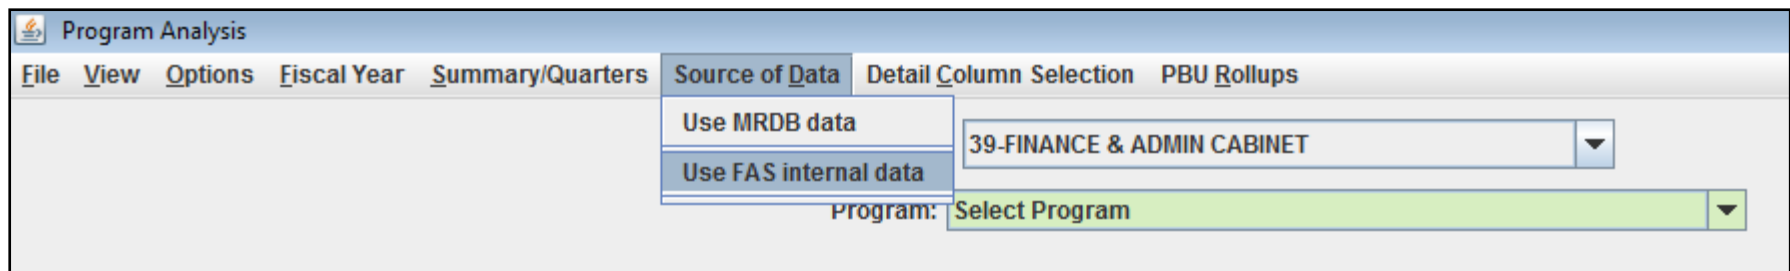 Program Analysis
File View Options Fiscal Year Summary/Quarters Source of Data Detail Column Selection PBU Rollups
Use MRDB data
39-FINANCE & ADMIN CABINET
Use FAS internal data
Program: Select Program